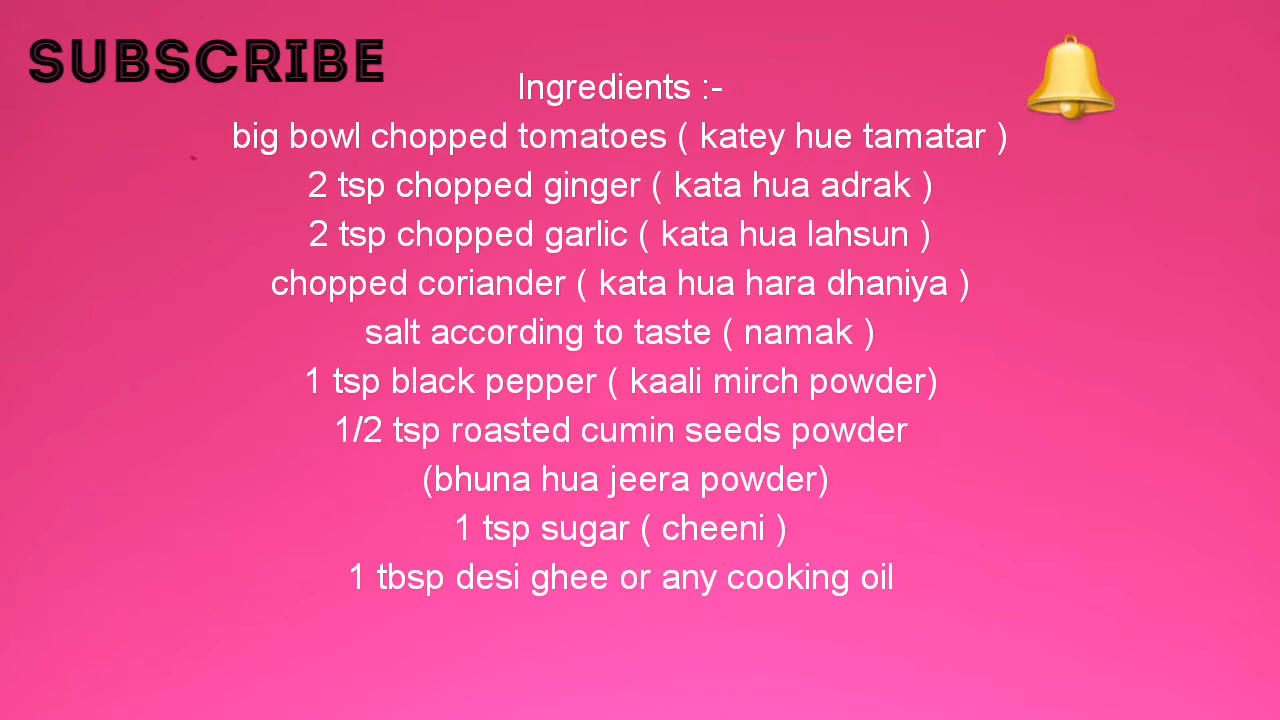 SUBSCRIBE
Ingredients :-
big bowl chopped tomatoes ( katey hue tamatar )
2 tsp chopped ginger ( kata hua adrak )
2 tsp chopped garlic ( kata hua lahsun )
chopped coriander ( kata hua hara dhaniya )
salt according to taste ( namak )
1 tsp black pepper ( kaali mirch powder)
1/2 tsp roasted cumin seeds powder
(bhuna hua jeera powder)
1 tsp sugar ( cheeni )
1 tbsp desi ghee or any cooking oil